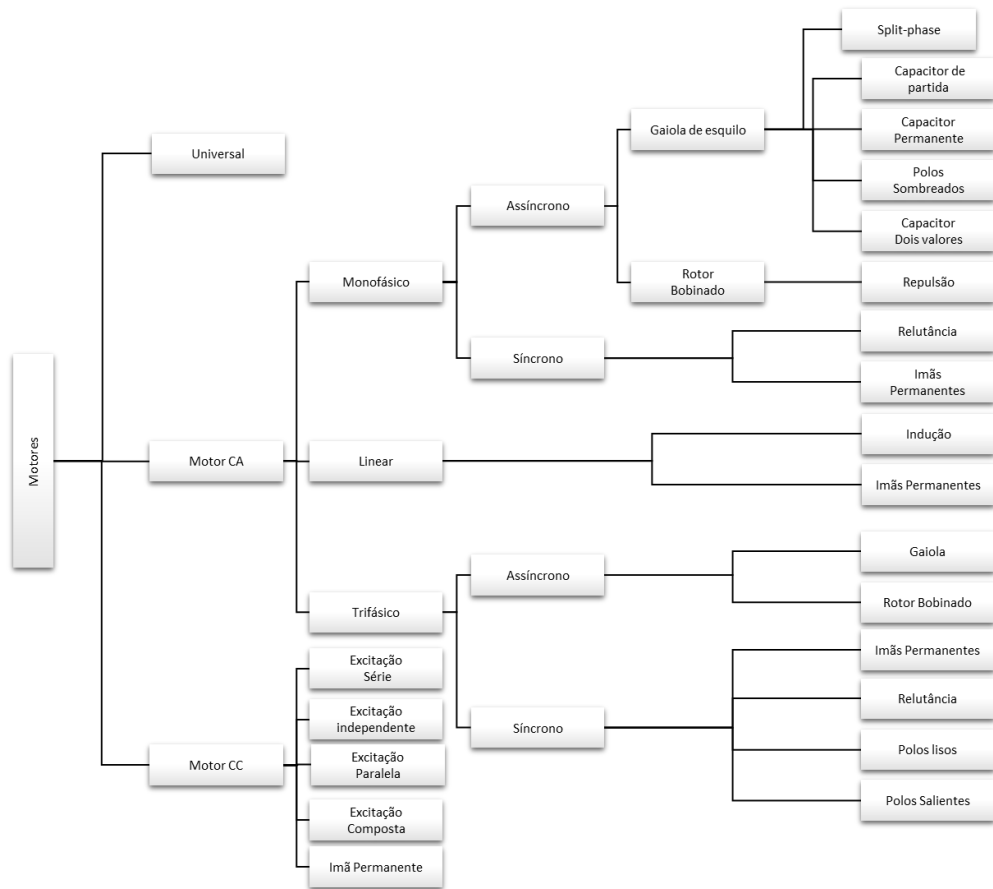 Motores
Universal
Motor CA
Monofásico
Assíncrono
Gaiola de esquilo
Split-phase
Capacitor de
partida
Capacitor
Permanente
Polos
Sombreados
Capacitor
Dois valores
Rotor
Bobinado
Repulsão
Síncrono
Relutância
Imãs
Permanentes
Linear
Indução
Imãs Permanentes
Trifásico
Assíncrono
Gaiola
Rotor Bobinado
Síncrono
Imãs Permanentes
Relutância
Polos lisos
Polos Salientes
Motor CC
Excitação
Série
Excitação
independente
Excitação
Paralela
Excitação
Composta
Imã Permanente